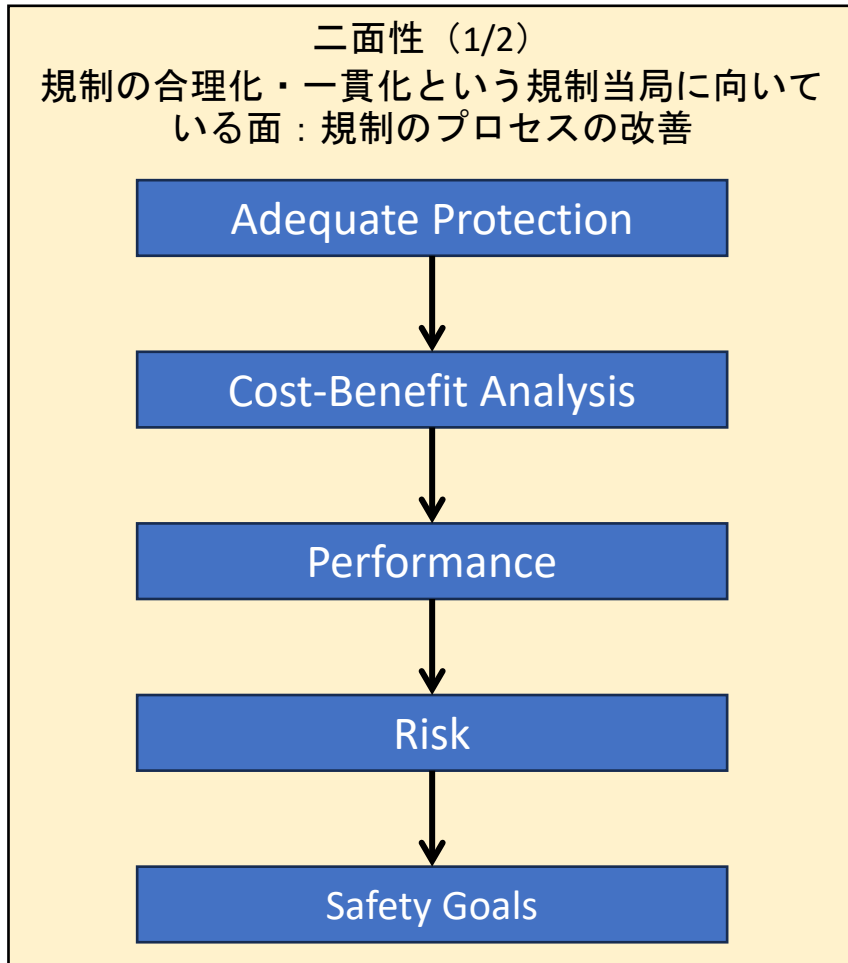 二面性（1/2）
規制の合理化・一貫化という規制当局に向いて
いる面：規制のプロセスの改善
Adequate Protection
Cost-Benefit Analysis
Performance
Risk
Safety Goals